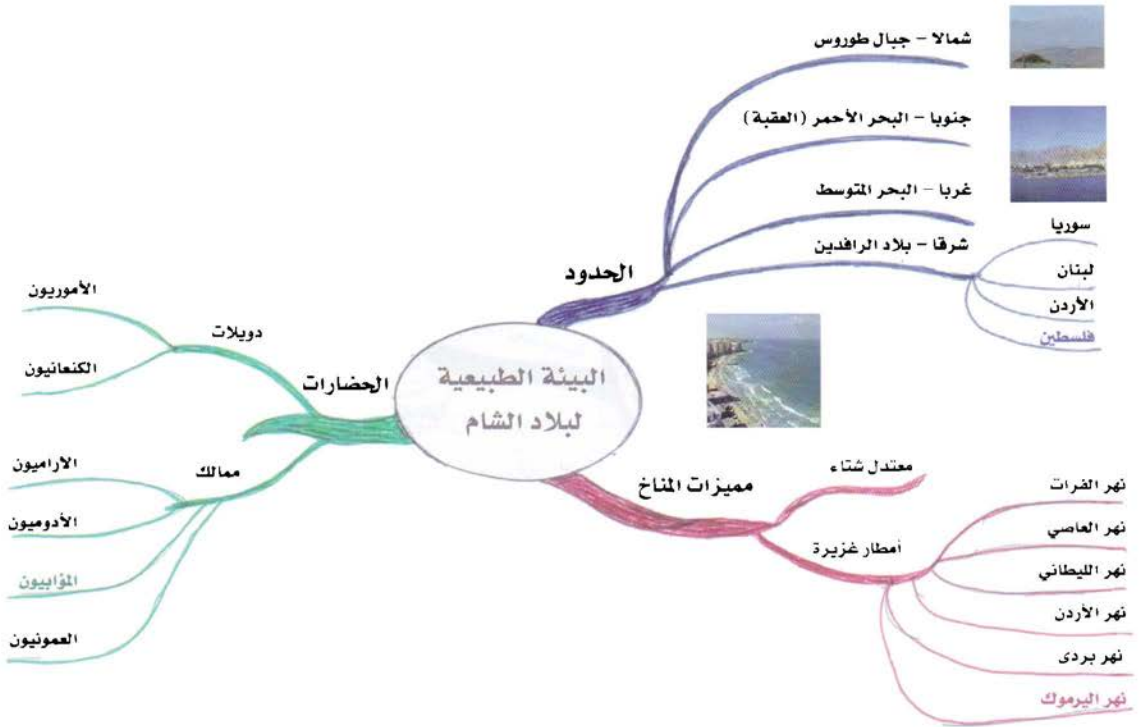 البيئة الطبيعية
لبلاد الشام
الحدود
شمالا – جبال طوروس
جنوبا – البحر الأحمر (العقبة)
غربا – البحر المتوسط
شرقا – بلاد الرافدين
سوريا
لبنان
الأردن
فلسطين
مميزات المناخ
معتدل شتاء
أمطار غزيرة
نهر الفرات
نهر العاصي
نهر الليطاني
نهر الأردن
نهر بردى
نهر اليرموك
الحضارات
دويلات
الأموريون
الكنعانيون
ممالك
الآراميون
الأدوميون
المؤابيون
العمونيون